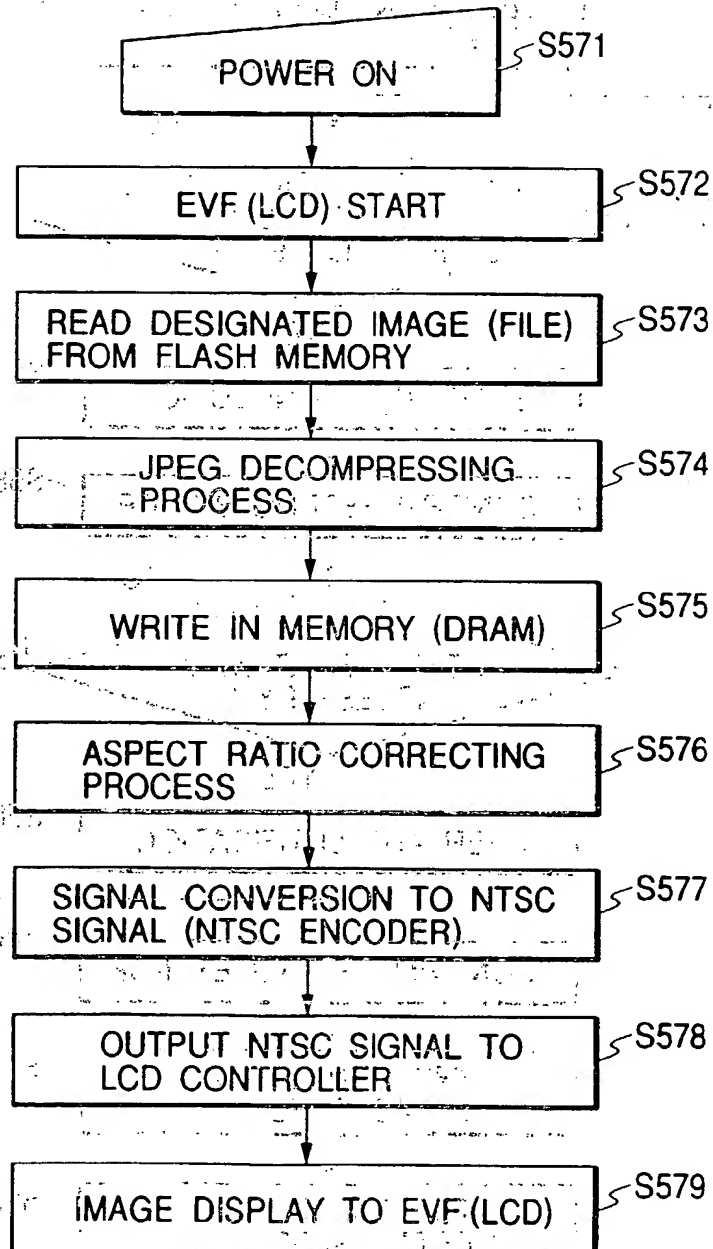 POWER ON
S571
EVF (LCD) START
S572
READ DESIGNATED IMAGE (FILE)
FROM FLASH MEMORY
S573
JPEG DECOMPRESSING
PROCESS
S574
WRITE IN MEMORY (DRAM)
S575
ASPECT RATIO CORRECTING
PROCESS
S576
SIGNAL CONVERSION TO NTSC
SIGNAL (NTSC ENCODER)
S577
OUTPUT NTSC SIGNAL TO
LCD CONTROLLER
S578
IMAGE DISPLAY TO EVF (LCD)
S579